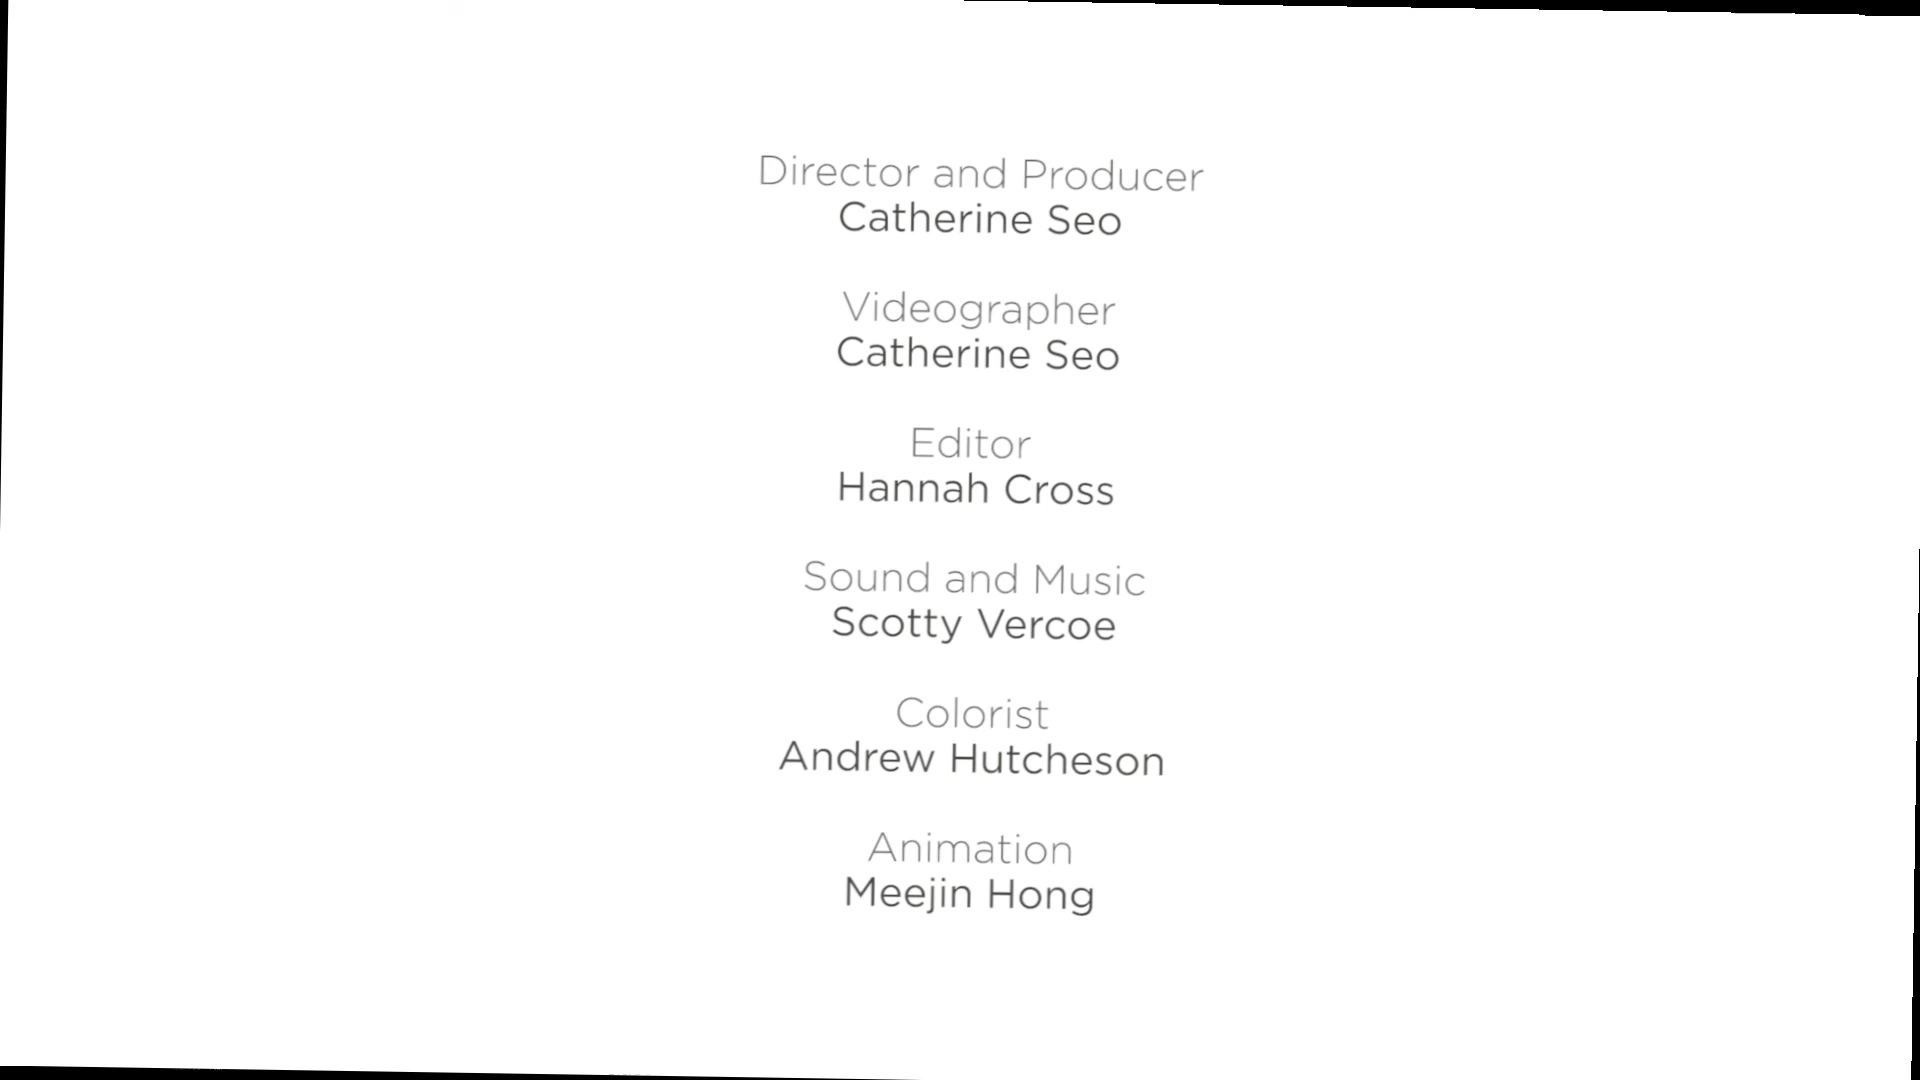 Director and Producer
Catherine Seo
Videographer
Catherine Seo
Editor
Hannah Cross
Sound and Music
Scotty Vercoe
Colorist
Andrew Hutcheson
Animation
Meejin Hong